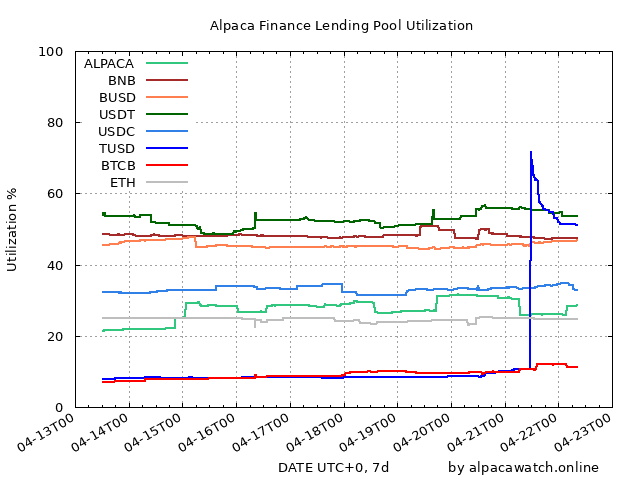 Alpaca Finance Lending Pool Utilization
100
80
60
40
20
0
Utilization %
ALPACA
BNB
BUSD
USDT
USDC
TUSD
BTCB
ETH
04-13T00
04-14T00
04-15T00
04-16T00
04-17T00
04-18T00
04-19T00
04-20T00
04-21T00
04-22T00
04-23T00
DATE UTC+0, 7d
by alpacawatch.online